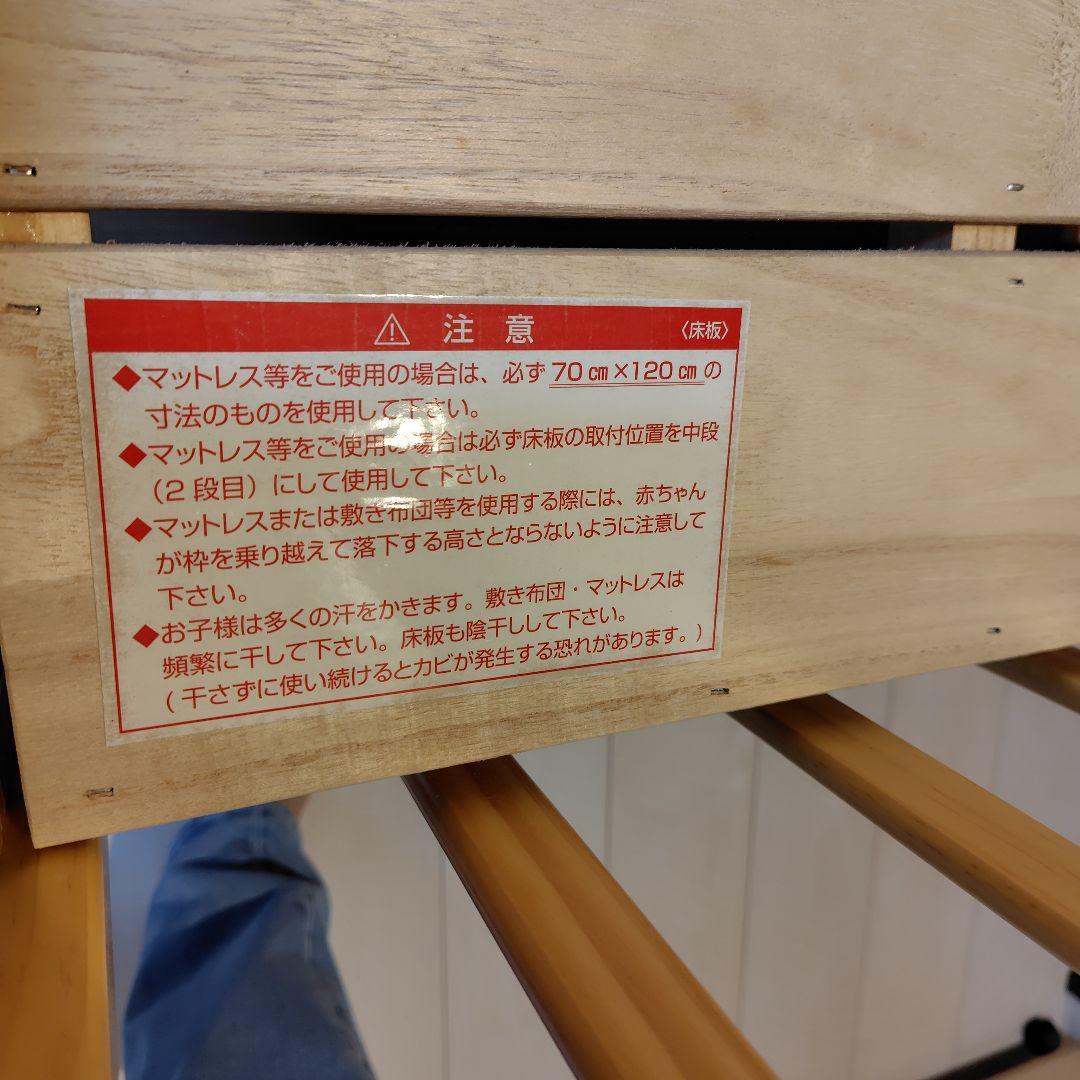 ⚠ 注意 〈床板〉
◆マットレス等をご使用の場合は、必ず70㎝×120㎝の
寸法のものを使用して下さい。
◆マットレス等をご使用の場合は必ず床板の取付位置を中段
(2段目)にして使用して下さい。
◆マットレスまたは敷き布団等を使用する際には、赤ちゃん
が枠を乗り越えて落下する高さとならないように注意して
下さい。
◆お子様は多くの汗をかきます。敷き布団・マットレスは
頻繁に干して下さい。床板も陰干しして下さい。
(干さずに使い続けるとカビが発生する恐れがあります。)